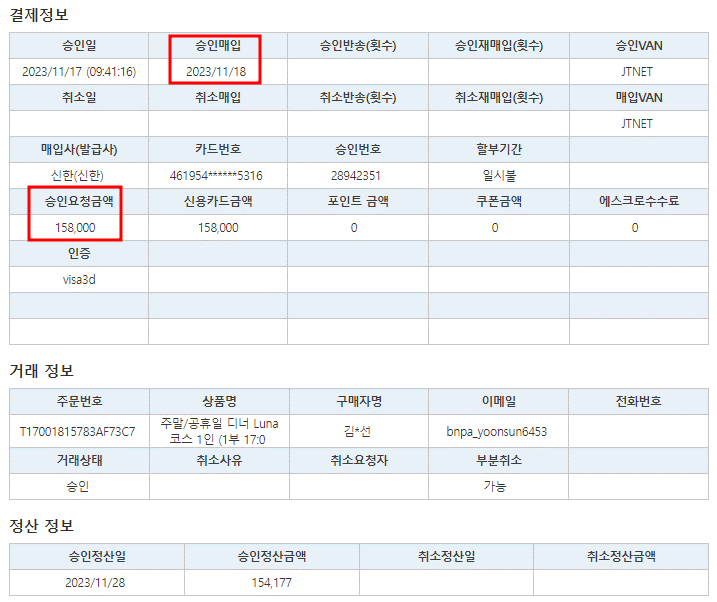 결제정보
승인일 승인매입 승인반송(횟수) 승인재매입(횟수) 승인VAN
2023/11/17 (09:41:16) 2023/11/18 JTNET
취소일 취소매입 취소반송(횟수) 취소재매입(횟수) 매입VAN
JTNET
매입사(발급사) 카드번호 승인번호 할부기간
신한(신한) 461954******5316 28942351 일시불
승인요청금액 신용카드금액 포인트 금액 쿠폰금액 에스크로수수료
158,000 158,000 0 0 0
인증
visa3d
거래 정보
주문번호 상품명 구매자명 이메일 전화번호
T17001815783AF73C7 주말/공휴일 디너 Luna 코스 1인 (1부 17:0 김*선 bnpa_yoonsun6453
거래상태 취소사유 취소요청자 부분취소
승인 가능
정산 정보
승인정산일 승인정산금액 취소정산일 취소정산금액
2023/11/28 154,177